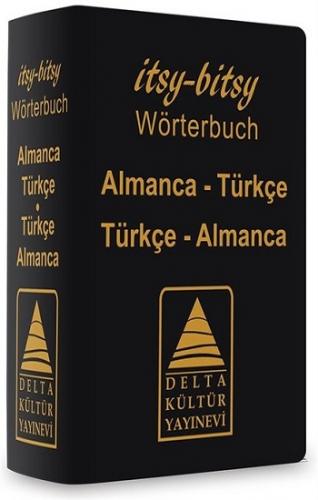 itsy-bitsy
Wörterbuch
Almanca
Türkçe
•
Türkçe
Almanca
DELTA
KÜLTÜR
YAYINEVİ
itsy-bitsy
Wörterbuch
Almanca - Türkçe
Türkçe - Almanca
DELTA
KÜLTÜR
YAYINEVİ